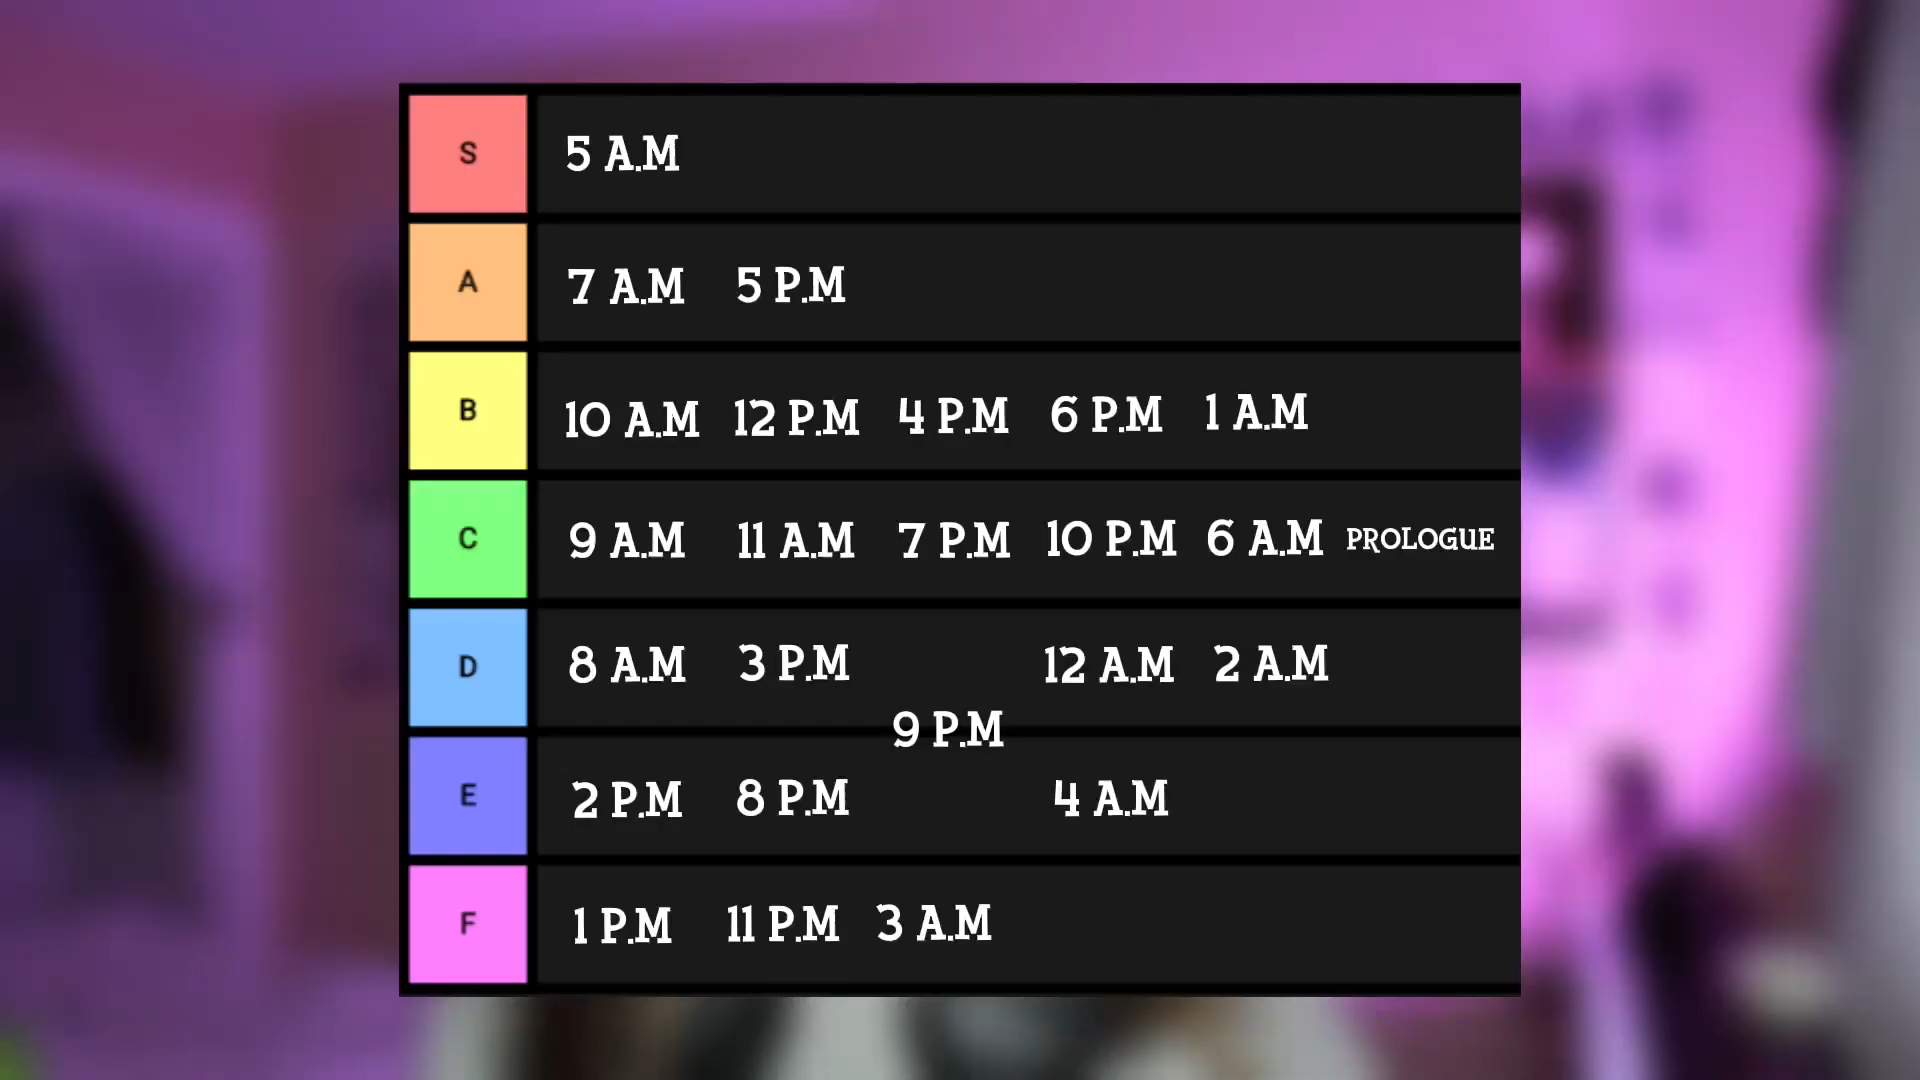 S 5 A.M
A 7 A.M 5 P.M
B 10 A.M 12 P.M 4 P.M 6 P.M 1 A.M
C 9 A.M 11 A.M 7 P.M 10 P.M 6 A.M PROLOGUE
D 8 A.M 3 P.M 12 A.M 2 A.M
9 P.M
E 2 P.M 8 P.M 4 A.M
F 1 P.M 11 P.M 3 A.M